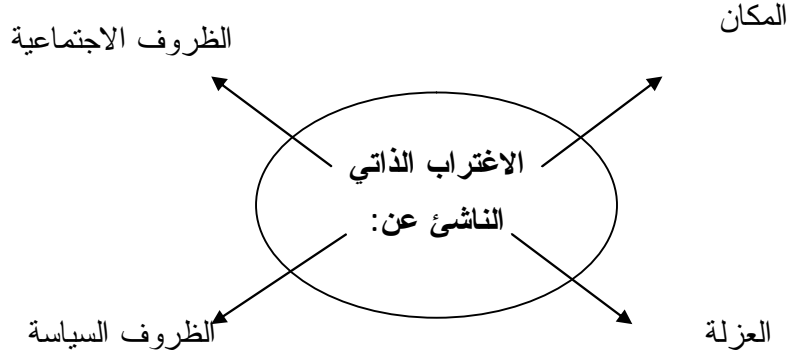 المكان
الظروف الاجتماعية
الاغتراب الذاتي
الناشئ عن:
العزلة
الظروف السياسة